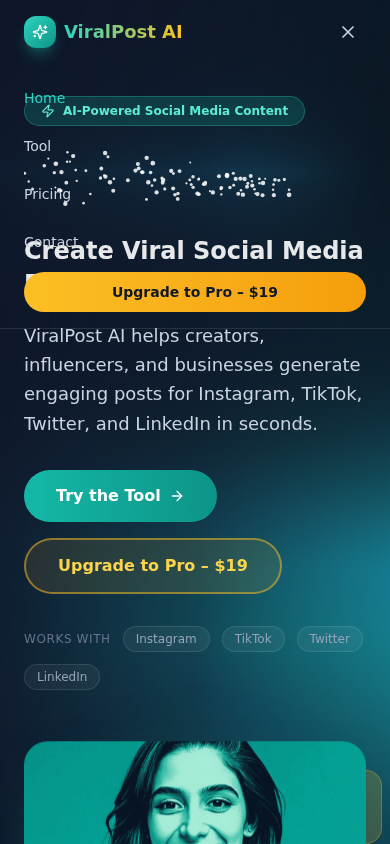 ViralPost AI
Home
AI-Powered Social Media Content
Tool
Pricing
Contact
Create Viral Social Media
Upgrade to Pro – $19
ViralPost AI helps creators,
influencers, and businesses generate
engaging posts for Instagram, TikTok,
Twitter, and LinkedIn in seconds.
Try the Tool →
Upgrade to Pro – $19
WORKS WITH Instagram TikTok Twitter
LinkedIn